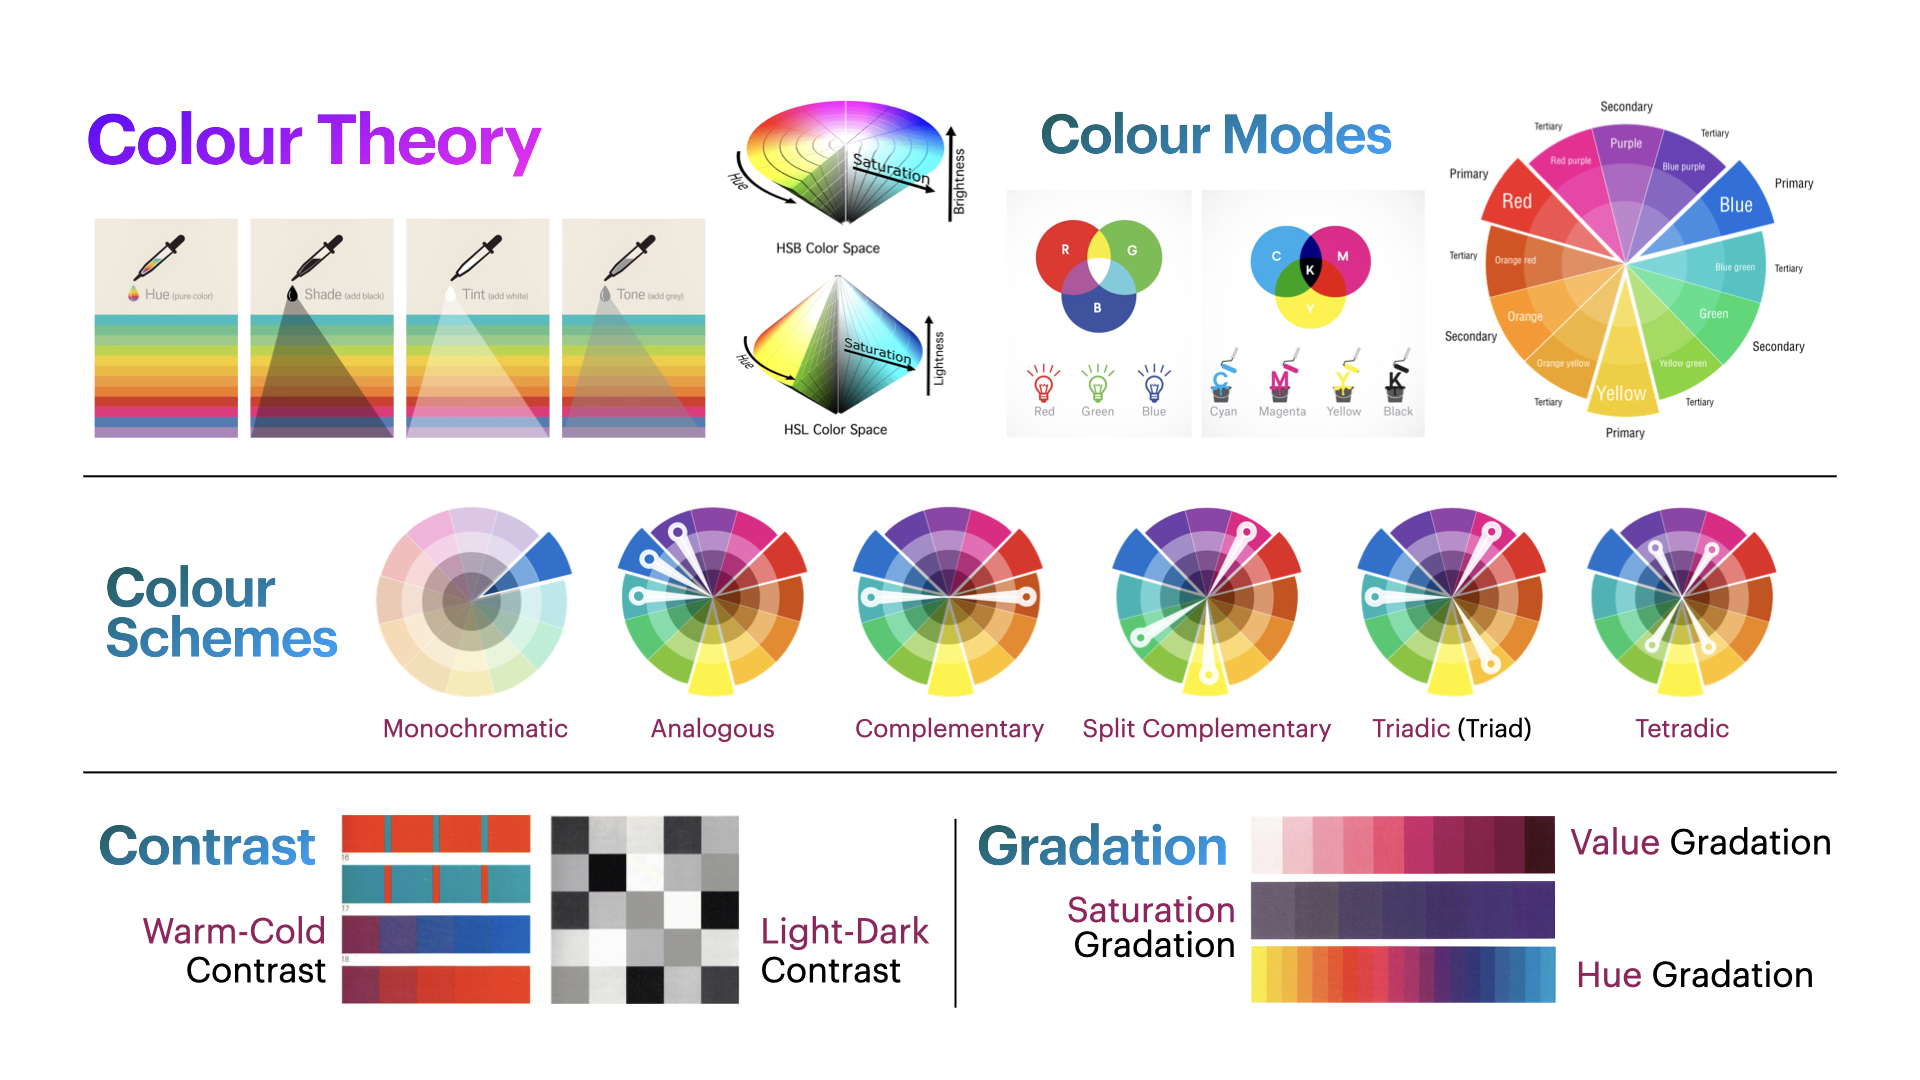 Colour Theory
Hue (pure color)
Shade (add black)
Tint (add white)
Tone (add grey)
Hue
Saturation
Brightness
HSB Color Space
Hue
Saturation
Lightness
HSL Color Space
Colour Modes
R
G
B
Red
Green
Blue
C
M
K
Y
C
M
Y
K
Cyan
Magenta
Yellow
Black
Secondary
Tertiary
Tertiary
Purple
Red purple
Blue purple
Primary
Primary
Red
Blue
Tertiary
Orange red
Blue green
Tertiary
Orange
Green
Secondary
Secondary
Orange yellow
Yellow green
Yellow
Tertiary
Tertiary
Primary
Colour
Schemes
Monochromatic
Analogous
Complementary
Split Complementary
Triadic (Triad)
Tetradic
Contrast
16
17
18
Warm-Cold
Contrast
Light-Dark
Contrast
Gradation
Value Gradation
Saturation
Gradation
Hue Gradation